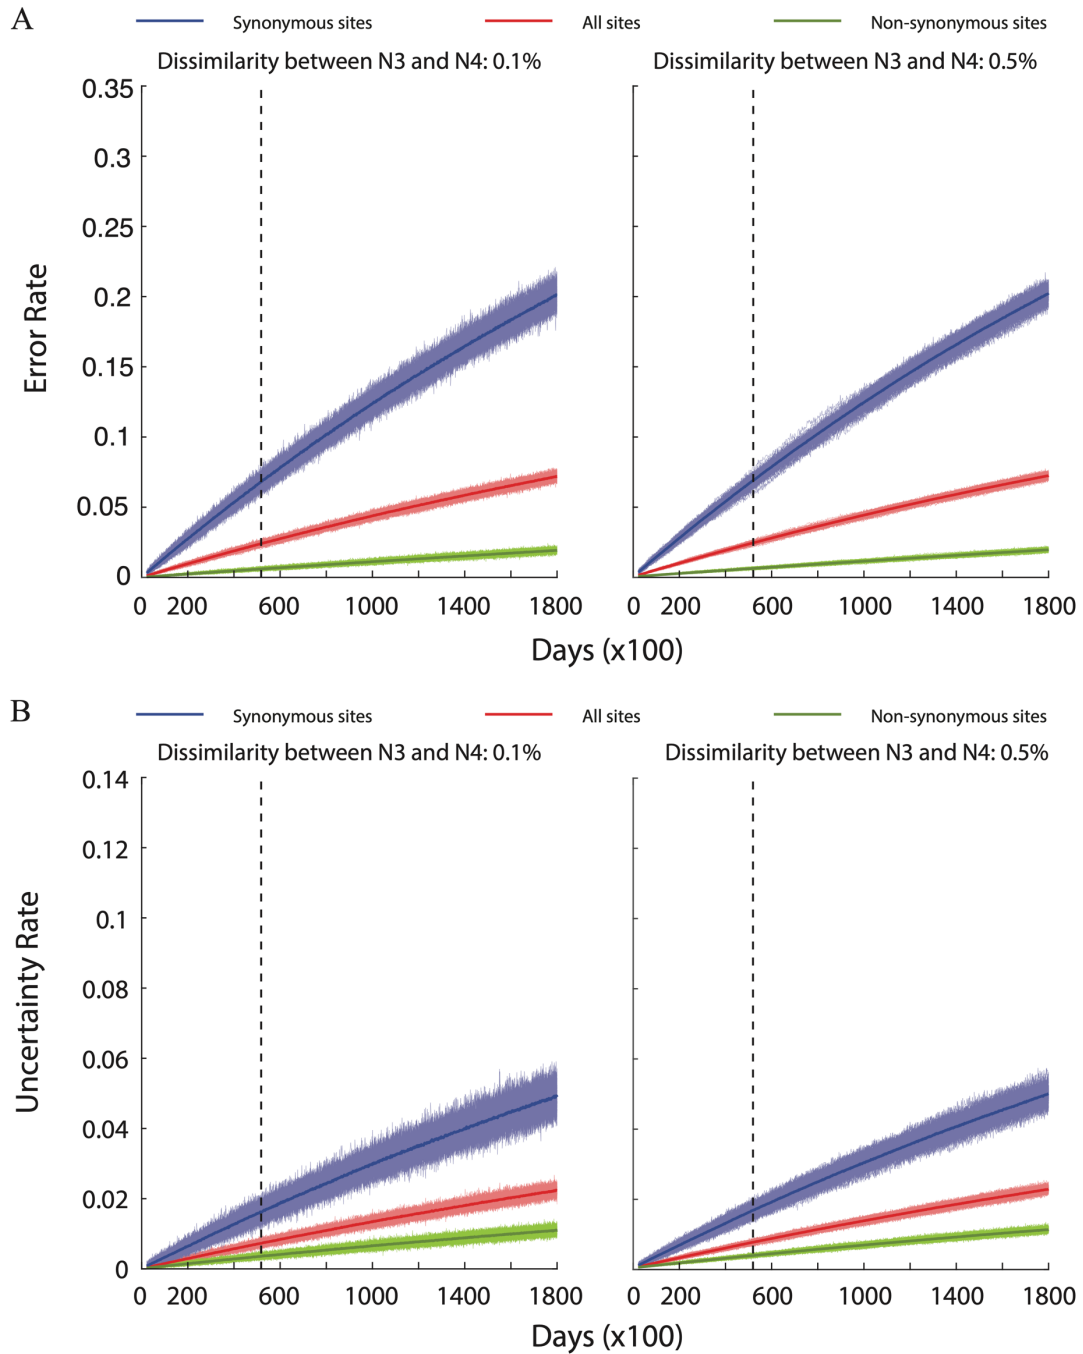 A
Synonymous sites All sites Non-synonymous sites
Dissimilarity between N3 and N4: 0.1% Dissimilarity between N3 and N4: 0.5%
0.35
0.3
0.25
0.2
0.15
0.1
0.05
0
Error Rate
0 200 600 1000 1400 1800 0 200 600 1000 1400 1800
Days (x100)
B
Synonymous sites All sites Non-synonymous sites
Dissimilarity between N3 and N4: 0.1% Dissimilarity between N3 and N4: 0.5%
0.14
0.12
0.1
0.08
0.06
0.04
0.02
0
Uncertainty Rate
0 200 600 1000 1400 1800 0 200 600 1000 1400 1800
Days (x100)